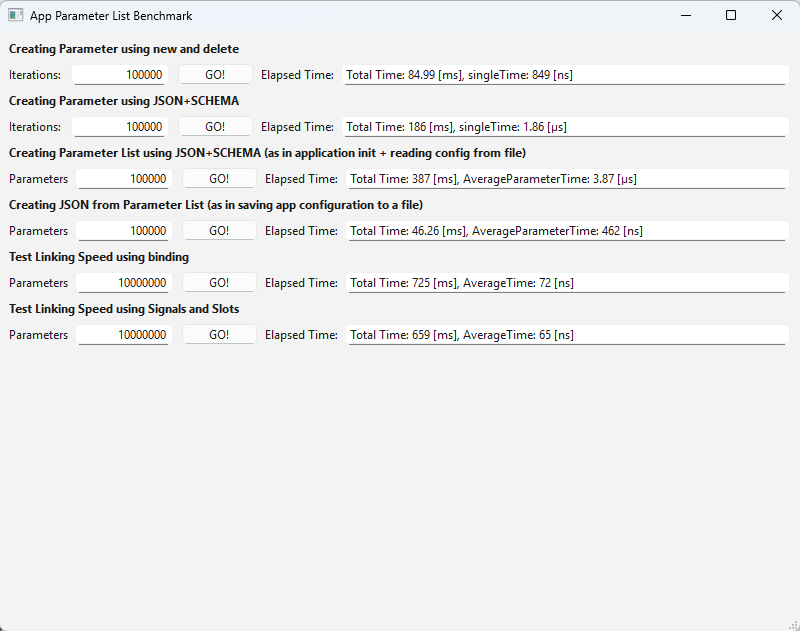 App Parameter List Benchmark
Creating Parameter using new and delete
Iterations: 100000 GO! Elapsed Time: Total Time: 84.99 [ms], singleTime: 849 [ns]
Creating Parameter using JSON+SCHEMA
Iterations: 100000 GO! Elapsed Time: Total Time: 186 [ms], singleTime: 1.86 [µs]
Creating Parameter List using JSON+SCHEMA (as in application init + reading config from file)
Parameters 100000 GO! Elapsed Time: Total Time: 387 [ms], AverageParameterTime: 3.87 [µs]
Creating JSON from Parameter List (as in saving app configuration to a file)
Parameters 100000 GO! Elapsed Time: Total Time: 46.26 [ms], AverageParameterTime: 462 [ns]
Test Linking Speed using binding
Parameters 10000000 GO! Elapsed Time: Total Time: 725 [ms], AverageTime: 72 [ns]
Test Linking Speed using Signals and Slots
Parameters 10000000 GO! Elapsed Time: Total Time: 659 [ms], AverageTime: 65 [ns]